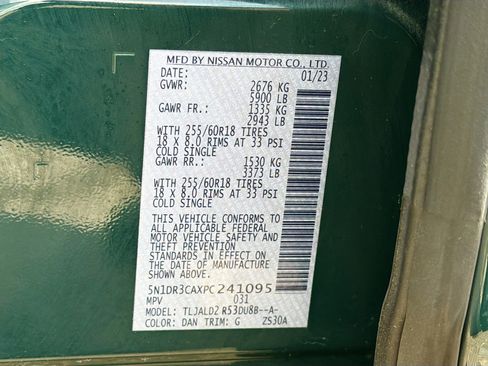 MFD BY NISSAN MOTOR CO., LTD.
DATE: 01/23
GVWR: 2676 KG
5900 LB
GAWR FR.: 1335 KG
2943 LB
WITH 255/60R18 TIRES
18 X 8.0 RIMS AT 33 PSI
COLD SINGLE
GAWR RR.: 1530 KG
3373 LB
WITH 255/60R18 TIRES
18 X 8.0 RIMS AT 33 PSI
COLD SINGLE
THIS VEHICLE CONFORMS TO
ALL APPLICABLE FEDERAL
MOTOR VEHICLE SAFETY AND
THEFT PREVENTION
STANDARDS IN EFFECT ON
THE DATE OF MANUFACTURE
SHOWN ABOVE.
5N1DR3CAXPC241095
MPV 031
MODEL: TLJALD2 R53DU8B--A-
COLOR: DAN TRIM: G ZS30A